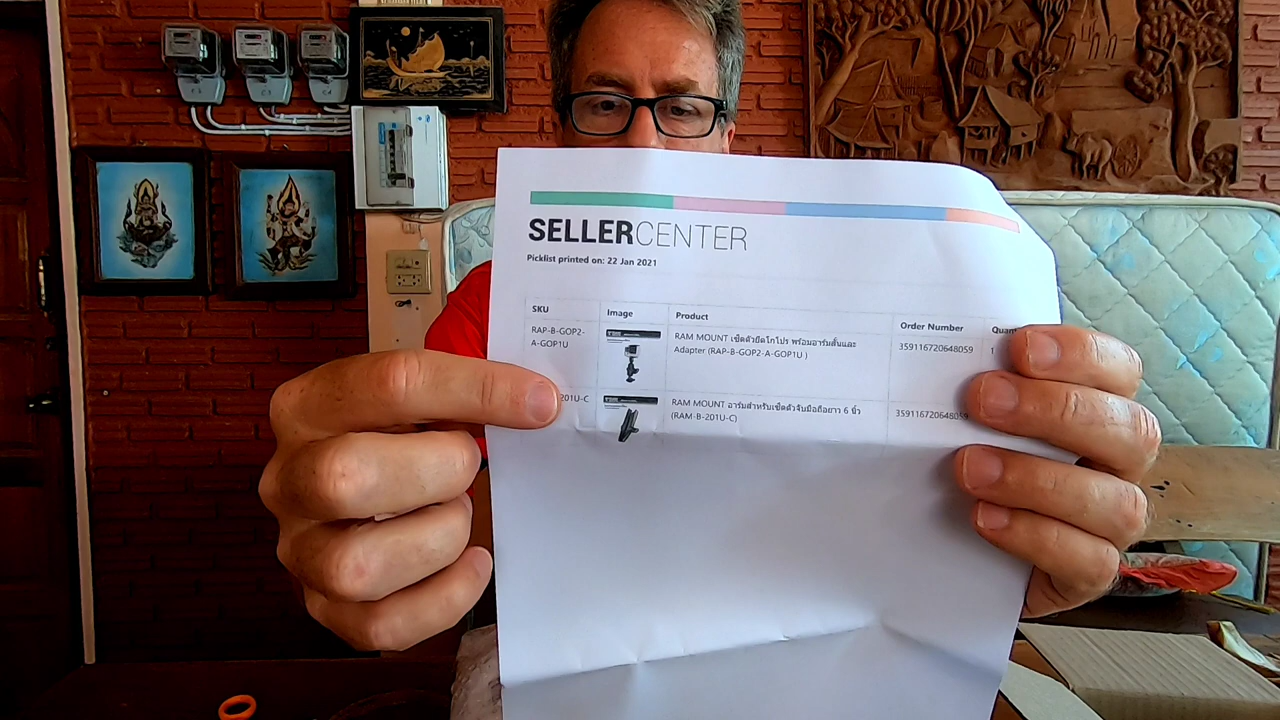 SELLERCENTER
Picklist printed on: 22 Jan 2021
SKU Image Product Order Number
RAP-B-GOP2-
A-GOP1U
RAM MOUNT เซ็ตตัวยึดโกโปร พร้อมอาร์มสั้นและ
Adapter (RAP-B-GOP2-A-GOP1U )
359116720648059
1
201U-C
RAM MOUNT อาร์มสำหรับเซ็ตตัวจับมือถือยาว 6 นิ้ว
(RAM-B-201U-C)
359116720648059